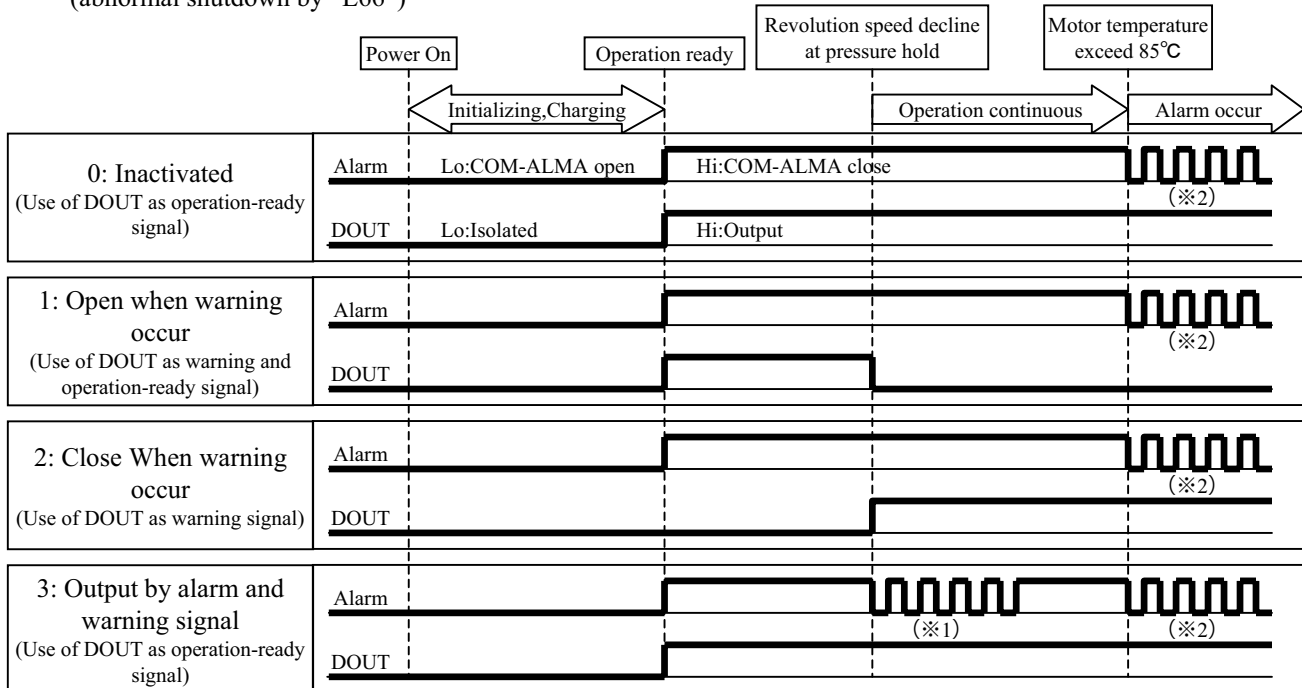 (abnormal shutdown by “E66”)
Power On
Operation ready
Revolution speed decline
at pressure hold
Motor temperature
exceed 85℃
Initializing,Charging
Operation continuous
Alarm occur
0: Inactivated
(Use of DOUT as operation-ready
signal)
Alarm
Lo:COM-ALMA open
Hi:COM-ALMA close
(※2)
DOUT
Lo:Isolated
Hi:Output
1: Open when warning
occur
(Use of DOUT as warning and
operation-ready signal)
Alarm
(※2)
DOUT
2: Close When warning
occur
(Use of DOUT as warning signal)
Alarm
(※2)
DOUT
3: Output by alarm and
warning signal
(Use of DOUT as operation-ready
signal)
Alarm
(※1)
(※2)
DOUT